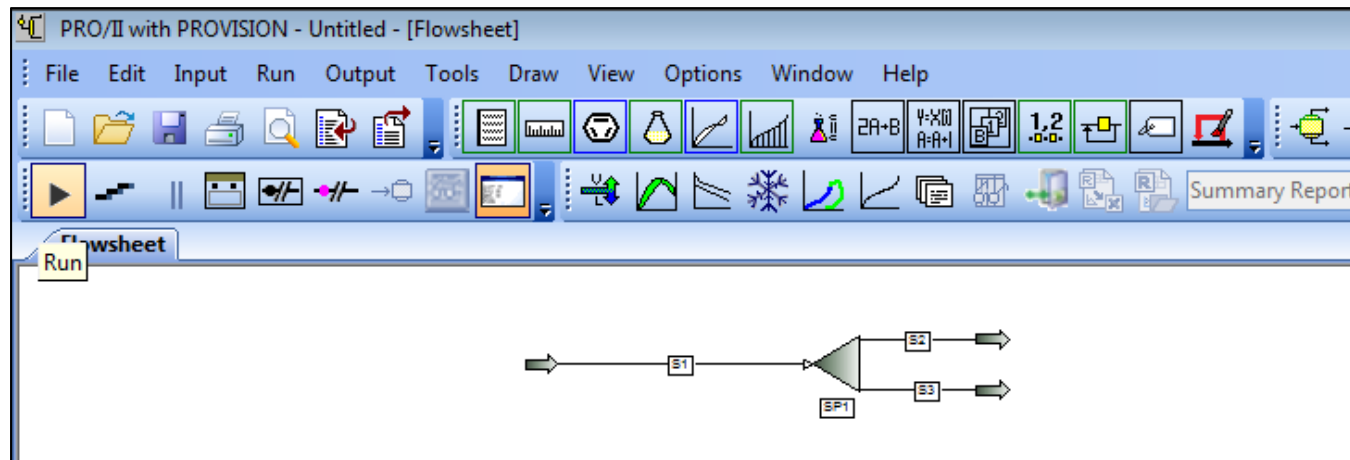 PRO/II with PROVISION - Untitled - [Flowsheet]
File Edit Input Run Output Tools Draw View Options Window Help
2A→B Y=X() A=A+I B 1.2
V R R Summary Report
Flowsheet
Run
S2
S1
S3
SP1